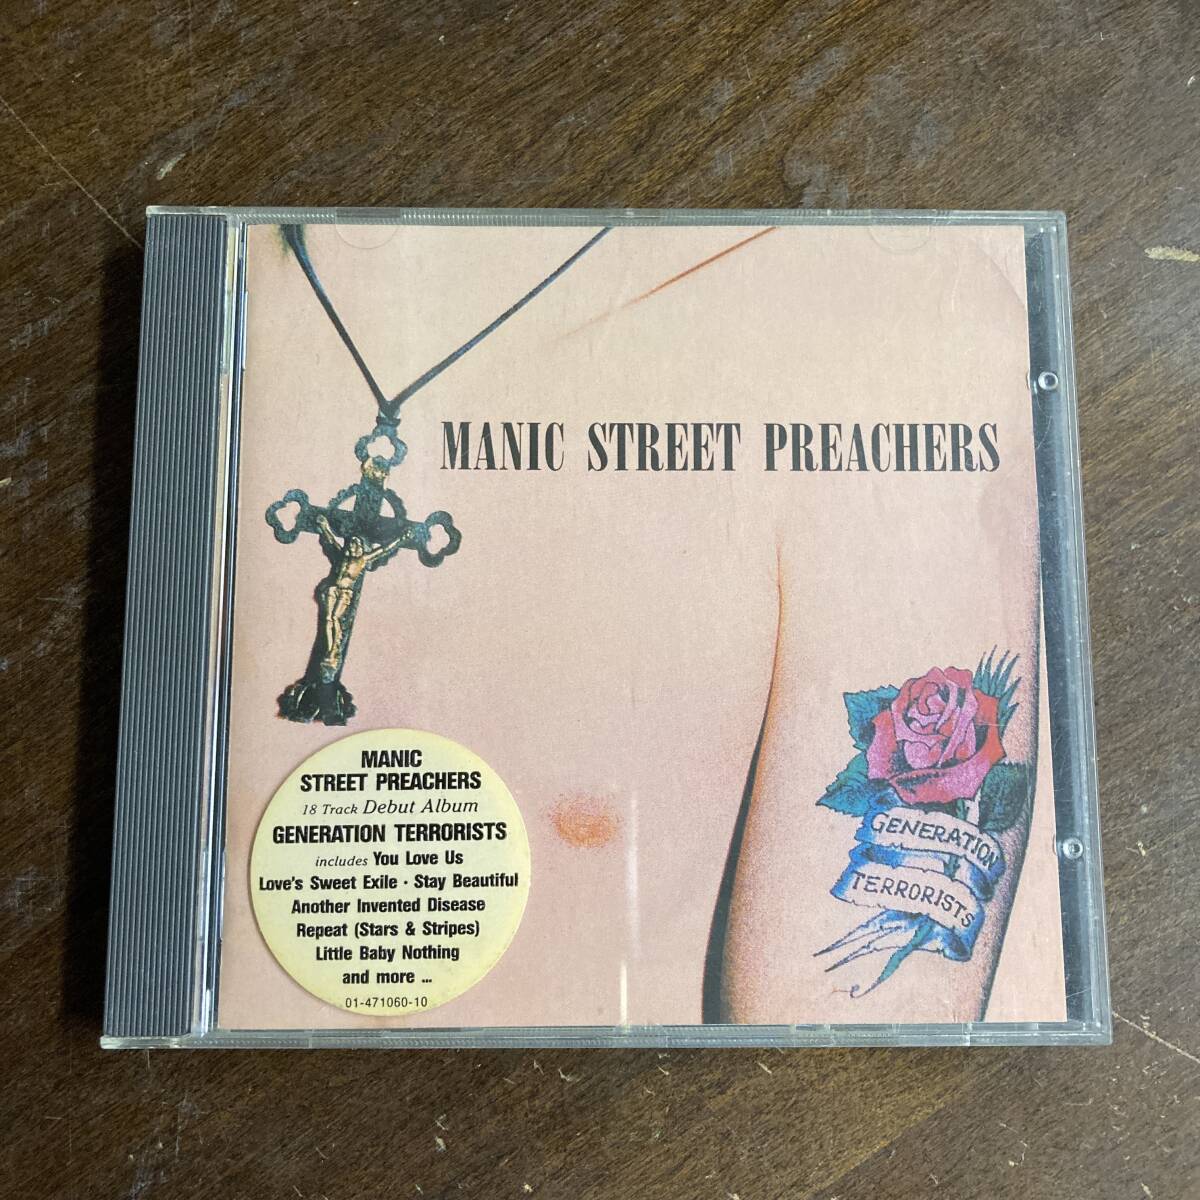 MANIC STREET PREACHERS
GENERATION
TERRORISTS
MANIC
STREET PREACHERS
18 Track Debut Album
GENERATION TERRORISTS
includes You Love Us
Love's Sweet Exile · Stay Beautiful
Another Invented Disease
Repeat (Stars & Stripes)
Little Baby Nothing
and more ...
01-471060-10